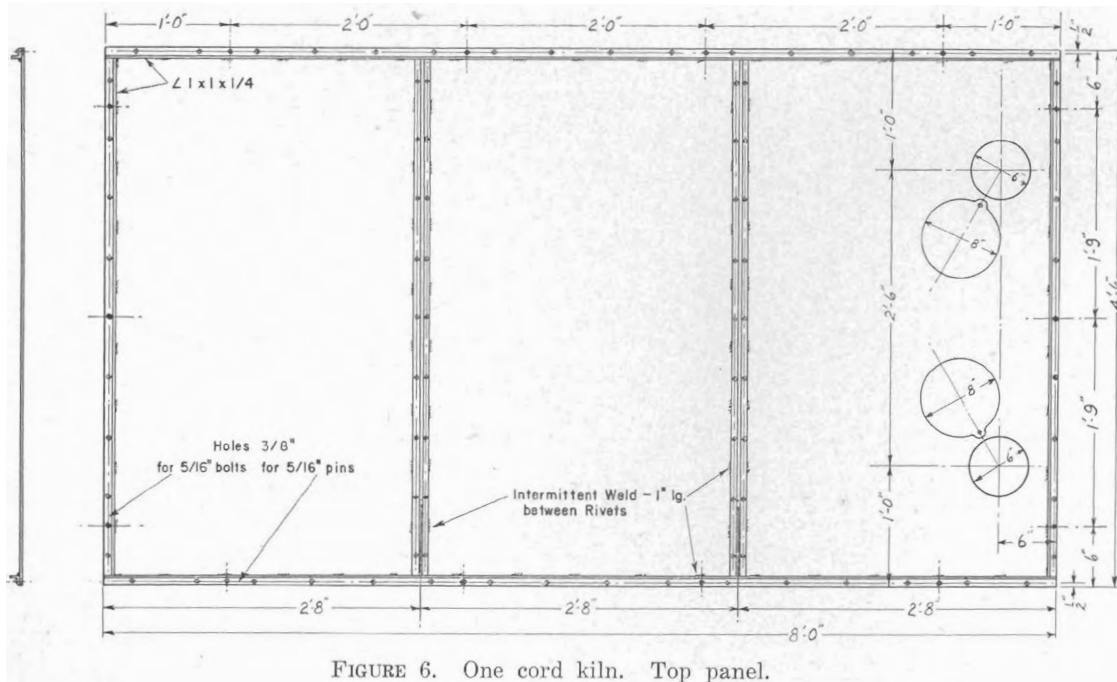 1'-0" 2'-0" 2'-0" 2'-0" 1'-0" 1/2"
∠ 1 x 1 x 1/4
6"
1'-0"
6"
8"
1'-9"
2'-6"
4'-6"
8"
1'-9"
6"
Holes 3/8"
for 5/16" bolts for 5/16" pins
Intermittent Weld – 1" lg.
between Rivets
1'-0"
6"
6"
2'-8" 2'-8" 2'-8" 1/2"
8'-0"
FIGURE 6. One cord kiln. Top panel.